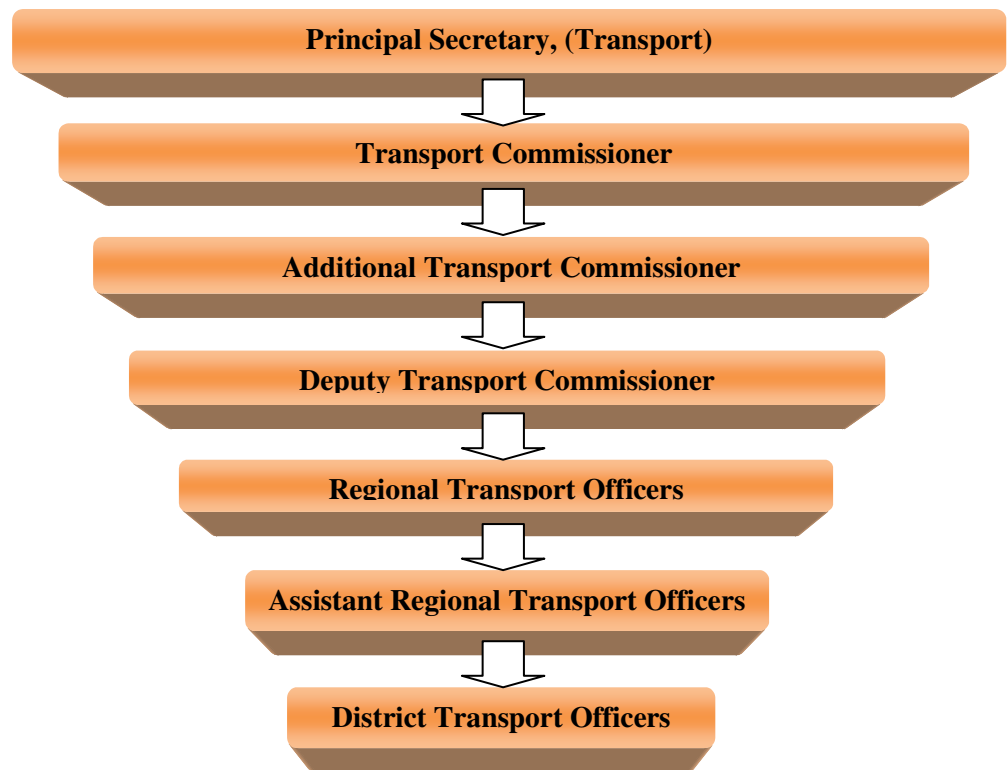 Principal Secretary, (Transport)
Transport Commissioner
Additional Transport Commissioner
Deputy Transport Commissioner
Regional Transport Officers
Assistant Regional Transport Officers
District Transport Officers